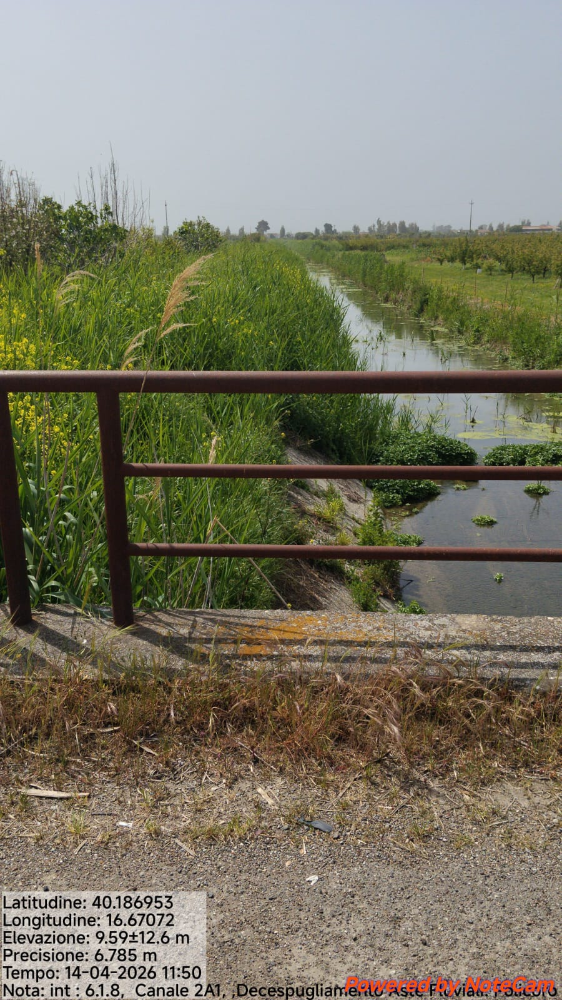 Latitudine: 40.186953
Longitudine: 16.67072
Elevazione: 9.59±12.6 m
Precisione: 6.785 m
Tempo: 14-04-2026 11:50
Nota: int : 6.1.8, Canale 2A1, ,Decespugliamento Aste Fluviali
Powered by NoteCam